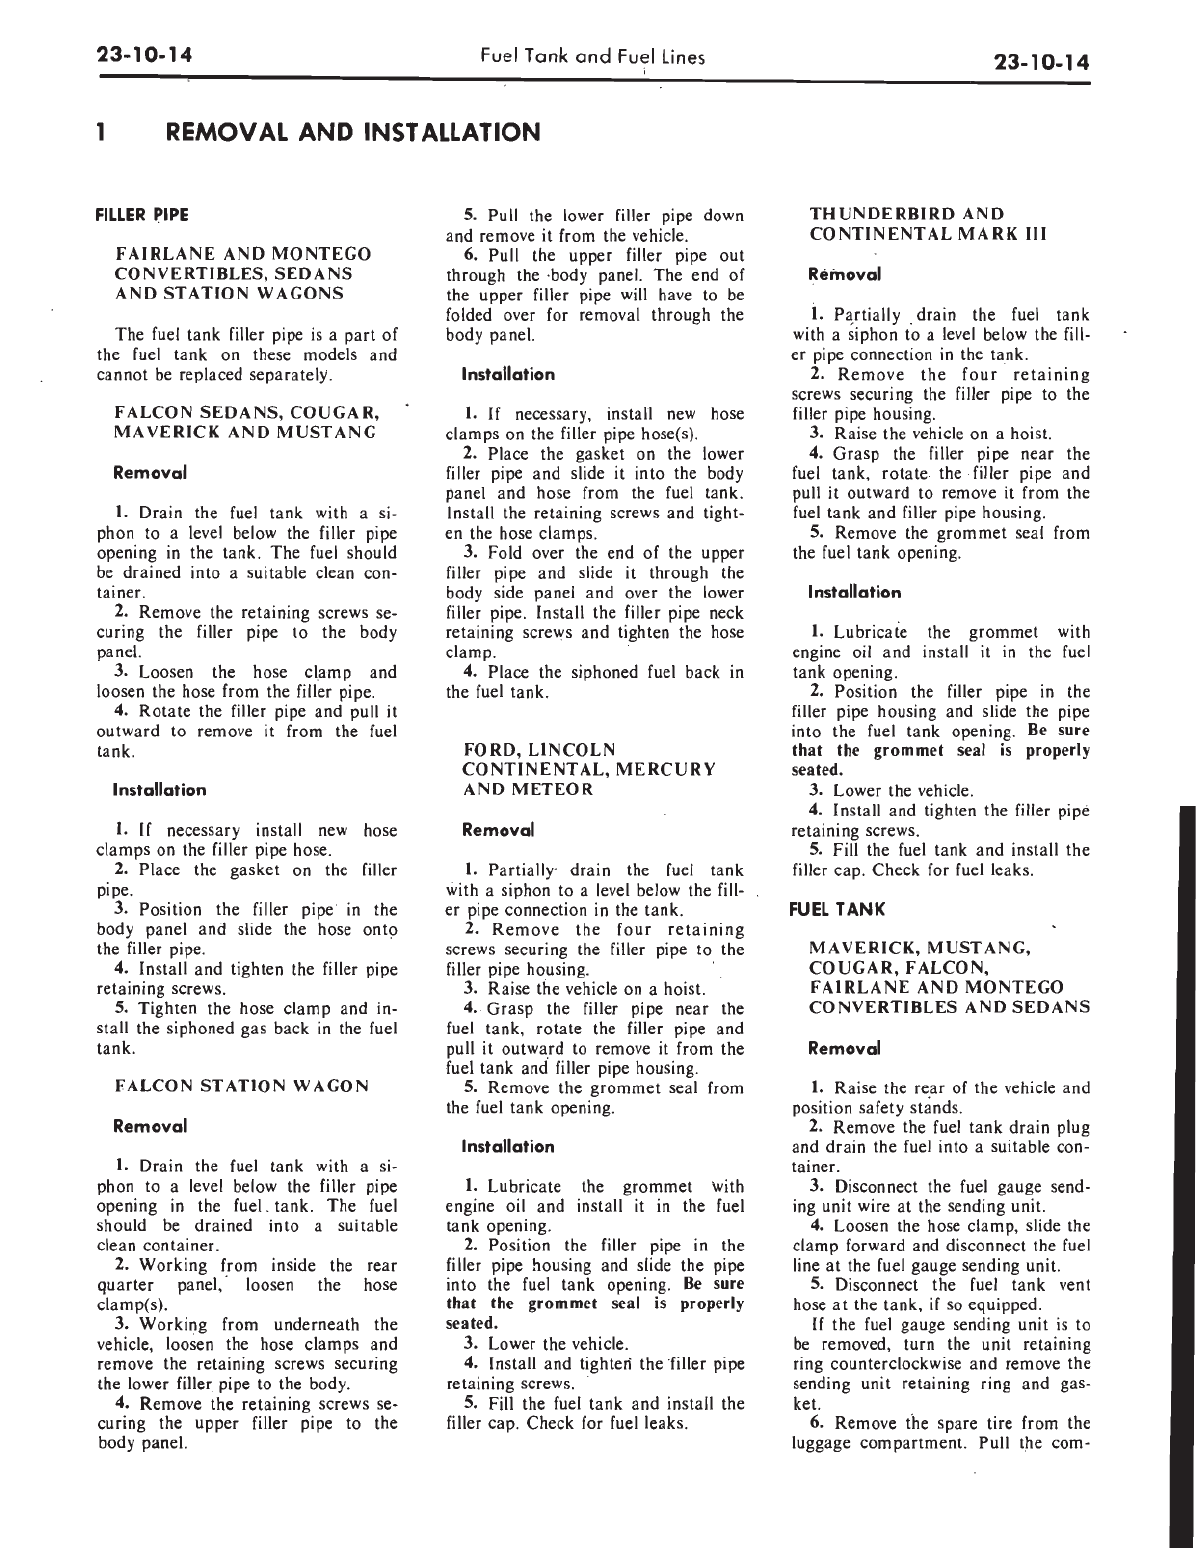 23-10-14
Fuel Tank and Fuel Lines
23-10-14
1 REMOVAL AND INSTALLATION
FILLER PIPE
FAIRLANE AND MONTEGO
CONVERTIBLES, SEDANS
AND STATION WAGONS
The fuel tank filler pipe is a part of
the fuel tank on these models and
cannot be replaced separately.
FALCON SEDANS, COUGAR,
MAVERICK AND MUSTANG
Removal
1. Drain the fuel tank with a si-
phon to a level below the filler pipe
opening in the tank. The fuel should
be drained into a suitable clean con-
tainer.
2. Remove the retaining screws se-
curing the filler pipe to the body
panel.
3. Loosen the hose clamp and
loosen the hose from the filler pipe.
4. Rotate the filler pipe and pull it
outward to remove it from the fuel
tank.
Installation
1. If necessary install new hose
clamps on the filler pipe hose.
2. Place the gasket on the filler
pipe.
3. Position the filler pipe in the
body panel and slide the hose onto
the filler pipe.
4. Install and tighten the filler pipe
retaining screws.
5. Tighten the hose clamp and in-
stall the siphoned gas back in the fuel
tank.
FALCON STATION WAGON
Removal
1. Drain the fuel tank with a si-
phon to a level below the filler pipe
opening in the fuel tank. The fuel
should be drained into a suitable
clean container.
2. Working from inside the rear
quarter panel, loosen the hose
clamp(s).
3. Working from underneath the
vehicle, loosen the hose clamps and
remove the retaining screws securing
the lower filler pipe to the body.
4. Remove the retaining screws se-
curing the upper filler pipe to the
body panel.
5. Pull the lower filler pipe down
and remove it from the vehicle.
6. Pull the upper filler pipe out
through the body panel. The end of
the upper filler pipe will have to be
folded over for removal through the
body panel.
Installation
1. If necessary, install new hose
clamps on the filler pipe hose(s).
2. Place the gasket on the lower
filler pipe and slide it into the body
panel and hose from the fuel tank.
Install the retaining screws and tight-
en the hose clamps.
3. Fold over the end of the upper
filler pipe and slide it through the
body side panel and over the lower
filler pipe. Install the filler pipe neck
retaining screws and tighten the hose
clamp.
4. Place the siphoned fuel back in
the fuel tank.
FORD, LINCOLN
CONTINENTAL, MERCURY
AND METEOR
Removal
1. Partially drain the fuel tank
with a siphon to a level below the fill-
er pipe connection in the tank.
2. Remove the four retaining
screws securing the filler pipe to the
filler pipe housing.
3. Raise the vehicle on a hoist.
4. Grasp the filler pipe near the
fuel tank, rotate the filler pipe and
pull it outward to remove it from the
fuel tank and filler pipe housing.
5. Remove the grommet seal from
the fuel tank opening.
Installation
1. Lubricate the grommet with
engine oil and install it in the fuel
tank opening.
2. Position the filler pipe in the
filler pipe housing and slide the pipe
into the fuel tank opening. Be sure
that the grommet seal is properly
seated.
3. Lower the vehicle.
4. Install and tighten the filler pipe
retaining screws.
5. Fill the fuel tank and install the
filler cap. Check for fuel leaks.
THUNDERBIRD AND
CONTINENTAL MARK III
Removal
1. Partially drain the fuel tank
with a siphon to a level below the fill-
er pipe connection in the tank.
2. Remove the four retaining
screws securing the filler pipe to the
filler pipe housing.
3. Raise the vehicle on a hoist.
4. Grasp the filler pipe near the
fuel tank, rotate the filler pipe and
pull it outward to remove it from the
fuel tank and filler pipe housing.
5. Remove the grommet seal from
the fuel tank opening.
Installation
1. Lubricate the grommet with
engine oil and install it in the fuel
tank opening.
2. Position the filler pipe in the
filler pipe housing and slide the pipe
into the fuel tank opening. Be sure
that the grommet seal is properly
seated.
3. Lower the vehicle.
4. Install and tighten the filler pipe
retaining screws.
5. Fill the fuel tank and install the
filler cap. Check for fuel leaks.
FUEL TANK
MAVERICK, MUSTANG,
COUGAR, FALCON,
FAIRLANE AND MONTEGO
CONVERTIBLES AND SEDANS
Removal
1. Raise the rear of the vehicle and
position safety stands.
2. Remove the fuel tank drain plug
and drain the fuel into a suitable con-
tainer.
3. Disconnect the fuel gauge send-
ing unit wire at the sending unit.
4. Loosen the hose clamp, slide the
clamp forward and disconnect the fuel
line at the fuel gauge sending unit.
5. Disconnect the fuel tank vent
hose at the tank, if so equipped.
If the fuel gauge sending unit is to
be removed, turn the unit retaining
ring counterclockwise and remove the
sending unit retaining ring and gas-
ket.
6. Remove the spare tire from the
luggage compartment. Pull the com-